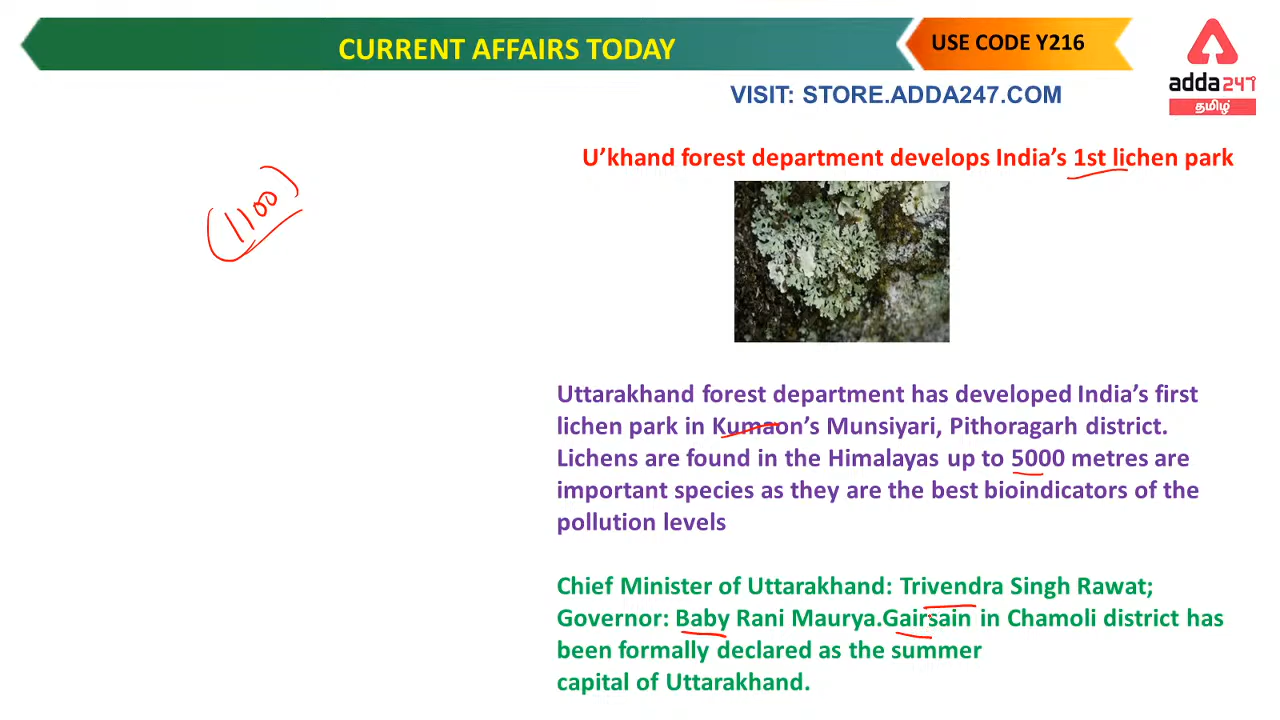 CURRENT AFFAIRS TODAY
USE CODE Y216
adda247
தமிழ்
VISIT: STORE.ADDA247.COM
U’khand forest department develops India’s 1st lichen park
1100
Uttarakhand forest department has developed India’s first
lichen park in Kumaon’s Munsiyari, Pithoragarh district.
Lichens are found in the Himalayas up to 5000 metres are
important species as they are the best bioindicators of the
pollution levels
Chief Minister of Uttarakhand: Trivendra Singh Rawat;
Governor: Baby Rani Maurya.Gairsain in Chamoli district has
been formally declared as the summer
capital of Uttarakhand.